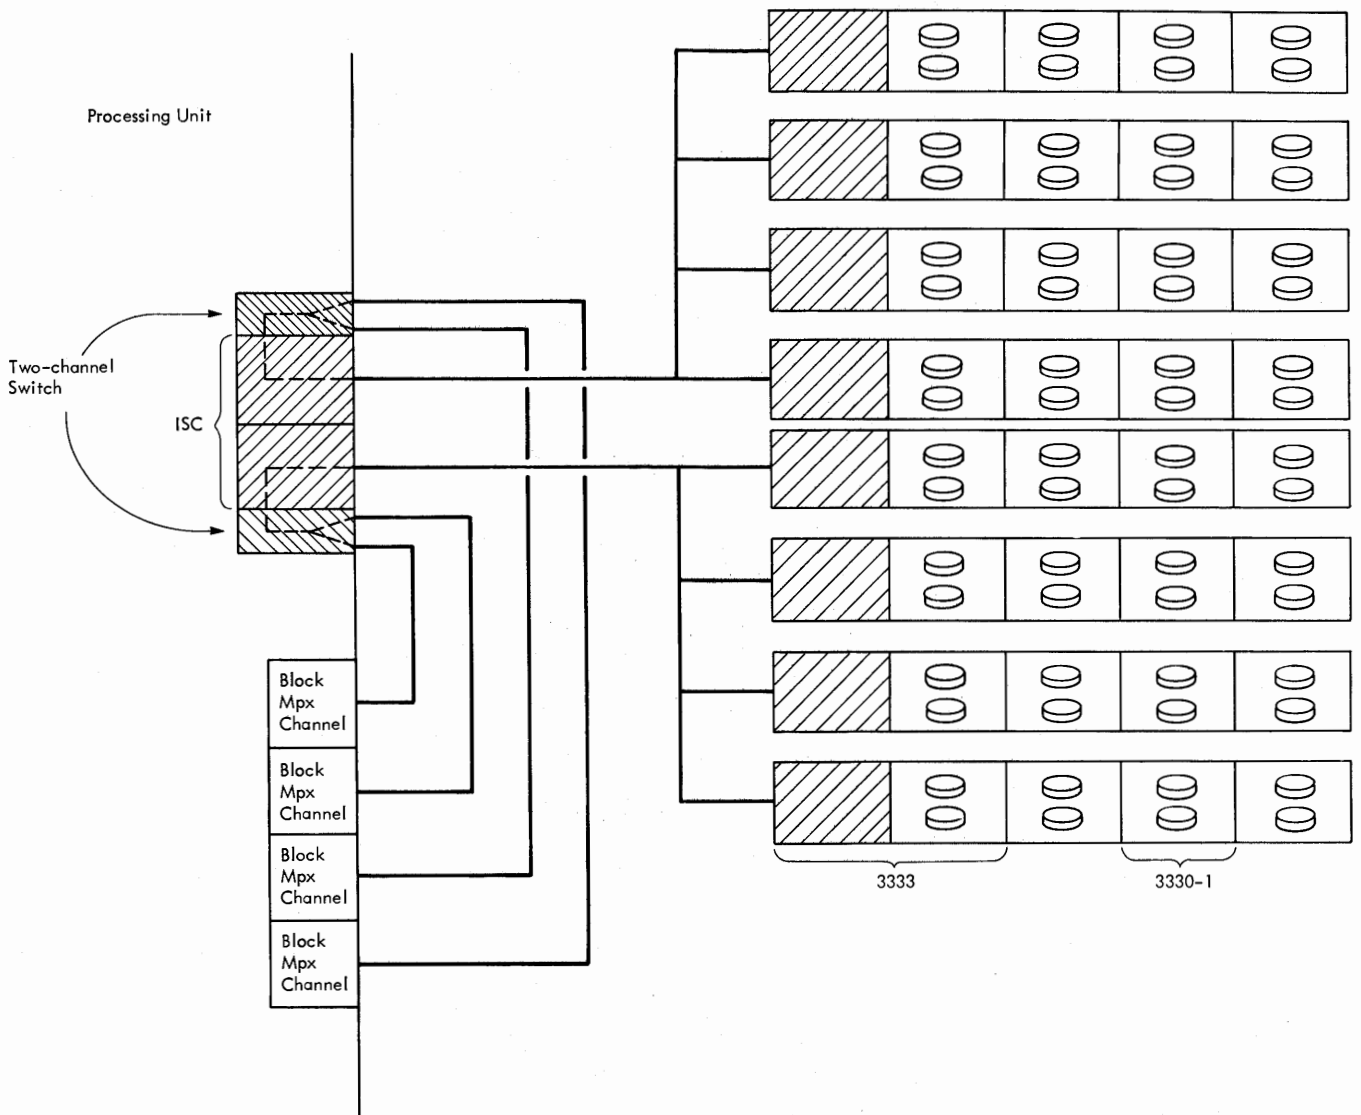 Processing Unit
Two-channel
Switch
ISC
Block
Mpx
Channel
Block
Mpx
Channel
Block
Mpx
Channel
Block
Mpx
Channel
3333
3330-1